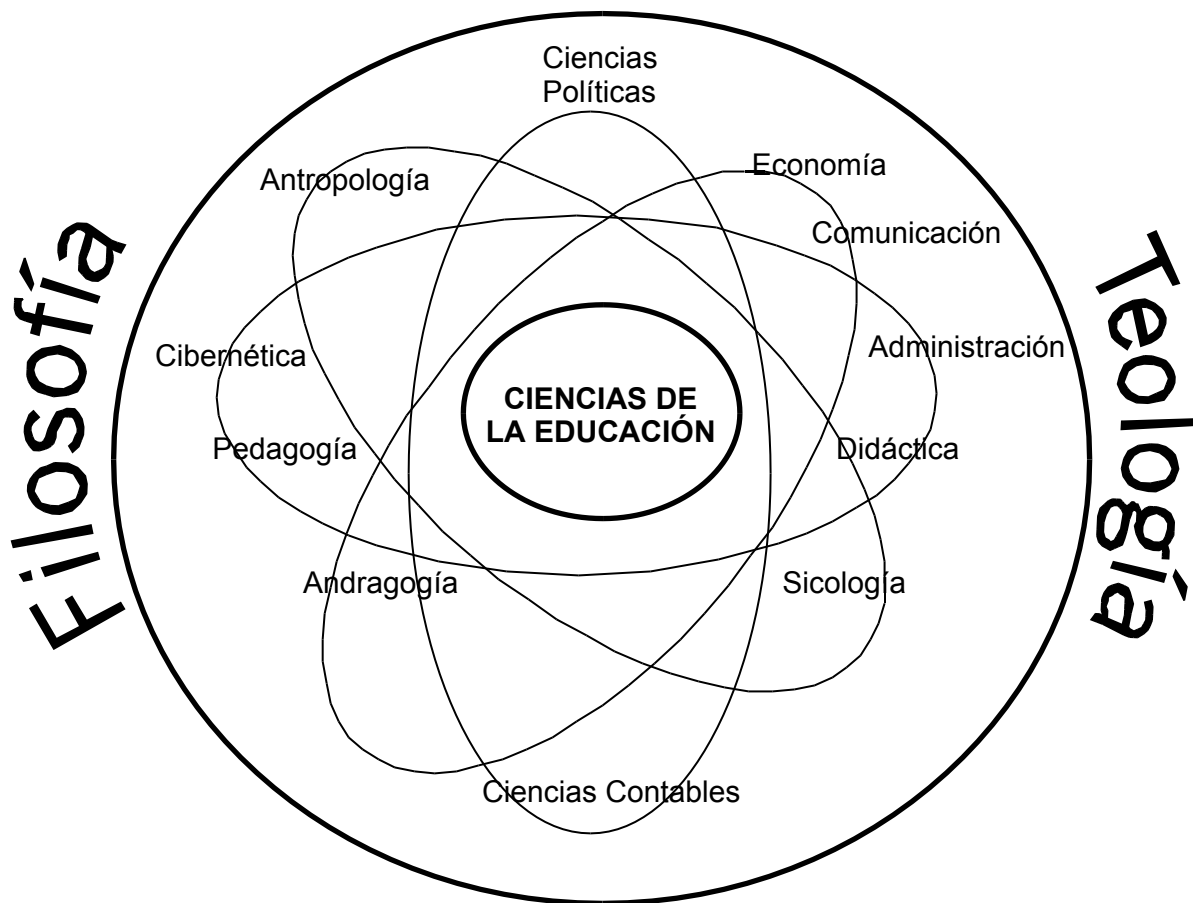 Ciencias
Políticas
Antropología
Economía
Comunicación
Cibernética
Administración
CIENCIAS DE
LA EDUCACIÓN
Pedagogía
Didáctica
Andragogía
Sicología
Ciencias Contables
Filosofía
Teología